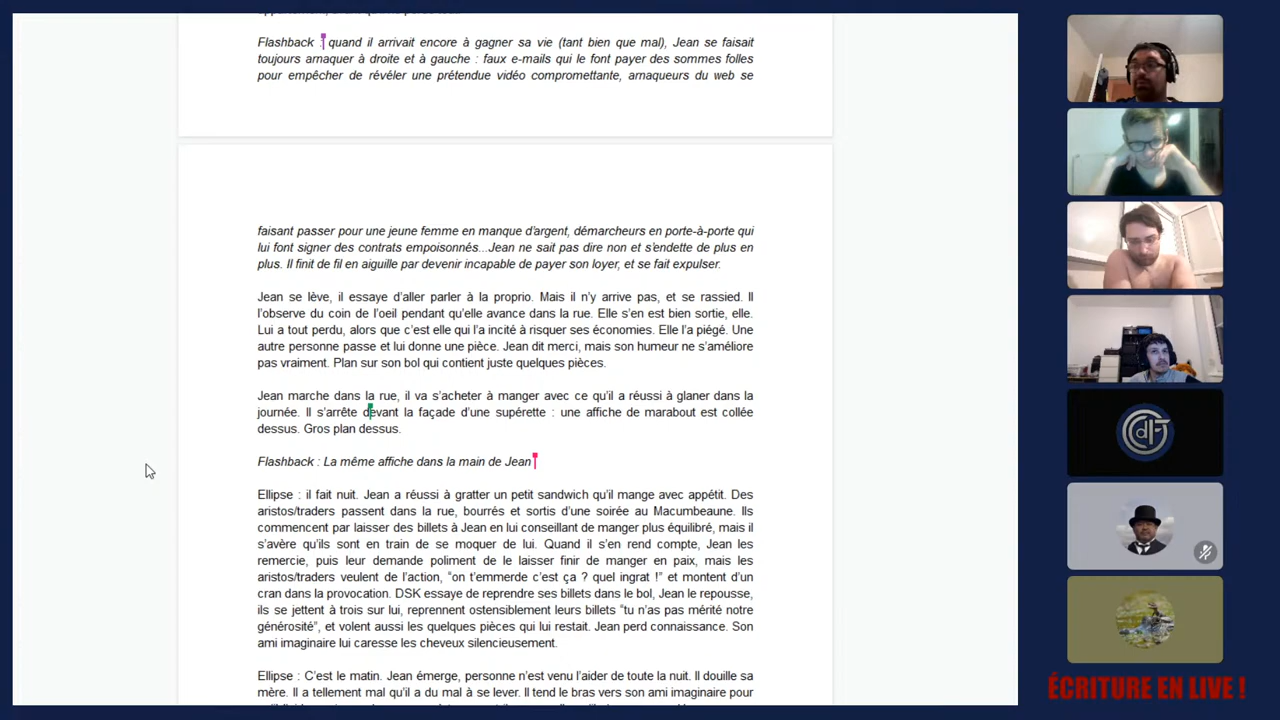 Flashback : quand il arrivait encore à gagner sa vie (tant bien que mal), Jean se faisait
toujours arnaquer à droite et à gauche : faux e-mails qui le font payer des sommes folles
pour empêcher de révéler une prétendue vidéo compromettante, arnaqueurs du web se
faisant passer pour une jeune femme en manque d'argent, démarcheurs en porte-à-porte qui
lui font signer des contrats empoisonnés...Jean ne sait pas dire non et s'endette de plus en
plus. Il finit de fil en aiguille par devenir incapable de payer son loyer, et se fait expulser.
Jean se lève, il essaye d'aller parler à la proprio. Mais il n'y arrive pas, et se rassied. Il
l'observe du coin de l'oeil pendant qu'elle avance dans la rue. Elle s'en est bien sortie, elle.
Lui a tout perdu, alors que c'est elle qui l'a incité à risquer ses économies. Elle l'a piégé. Une
autre personne passe et lui donne une pièce. Jean dit merci, mais son humeur ne s'améliore
pas vraiment. Plan sur son bol qui contient juste quelques pièces.
Jean marche dans la rue, il va s'acheter à manger avec ce qu'il a réussi à glaner dans la
journée. Il s'arrête devant la façade d'une supérette : une affiche de marabout est collée
dessus. Gros plan dessus.
Flashback : La même affiche dans la main de Jean
Ellipse : il fait nuit. Jean a réussi à gratter un petit sandwich qu'il mange avec appétit. Des
aristos/traders passent dans la rue, bourrés et sortis d'une soirée au Macumbeaune. Ils
commencent par laisser des billets à Jean en lui conseillant de manger plus équilibré, mais il
s'avère qu'ils sont en train de se moquer de lui. Quand il s'en rend compte, Jean les
remercie, puis leur demande poliment de le laisser finir de manger en paix, mais les
aristos/traders veulent de l'action, "on t'emmerde c'est ça ? quel ingrat !" et montent d'un
cran dans la provocation. DSK essaye de reprendre ses billets dans le bol, Jean le repousse,
ils se jettent à trois sur lui, reprennent ostensiblement leurs billets "tu n'as pas mérité notre
générosité", et volent aussi les quelques pièces qui lui restait. Jean perd connaissance. Son
ami imaginaire lui caresse les cheveux silencieusement.
Ellipse : C'est le matin. Jean émerge, personne n'est venu l'aider de toute la nuit. Il douille sa
mère. Il a tellement mal qu'il a du mal à se lever. Il tend le bras vers son ami imaginaire pour
ÉCRITURE EN LIVE !